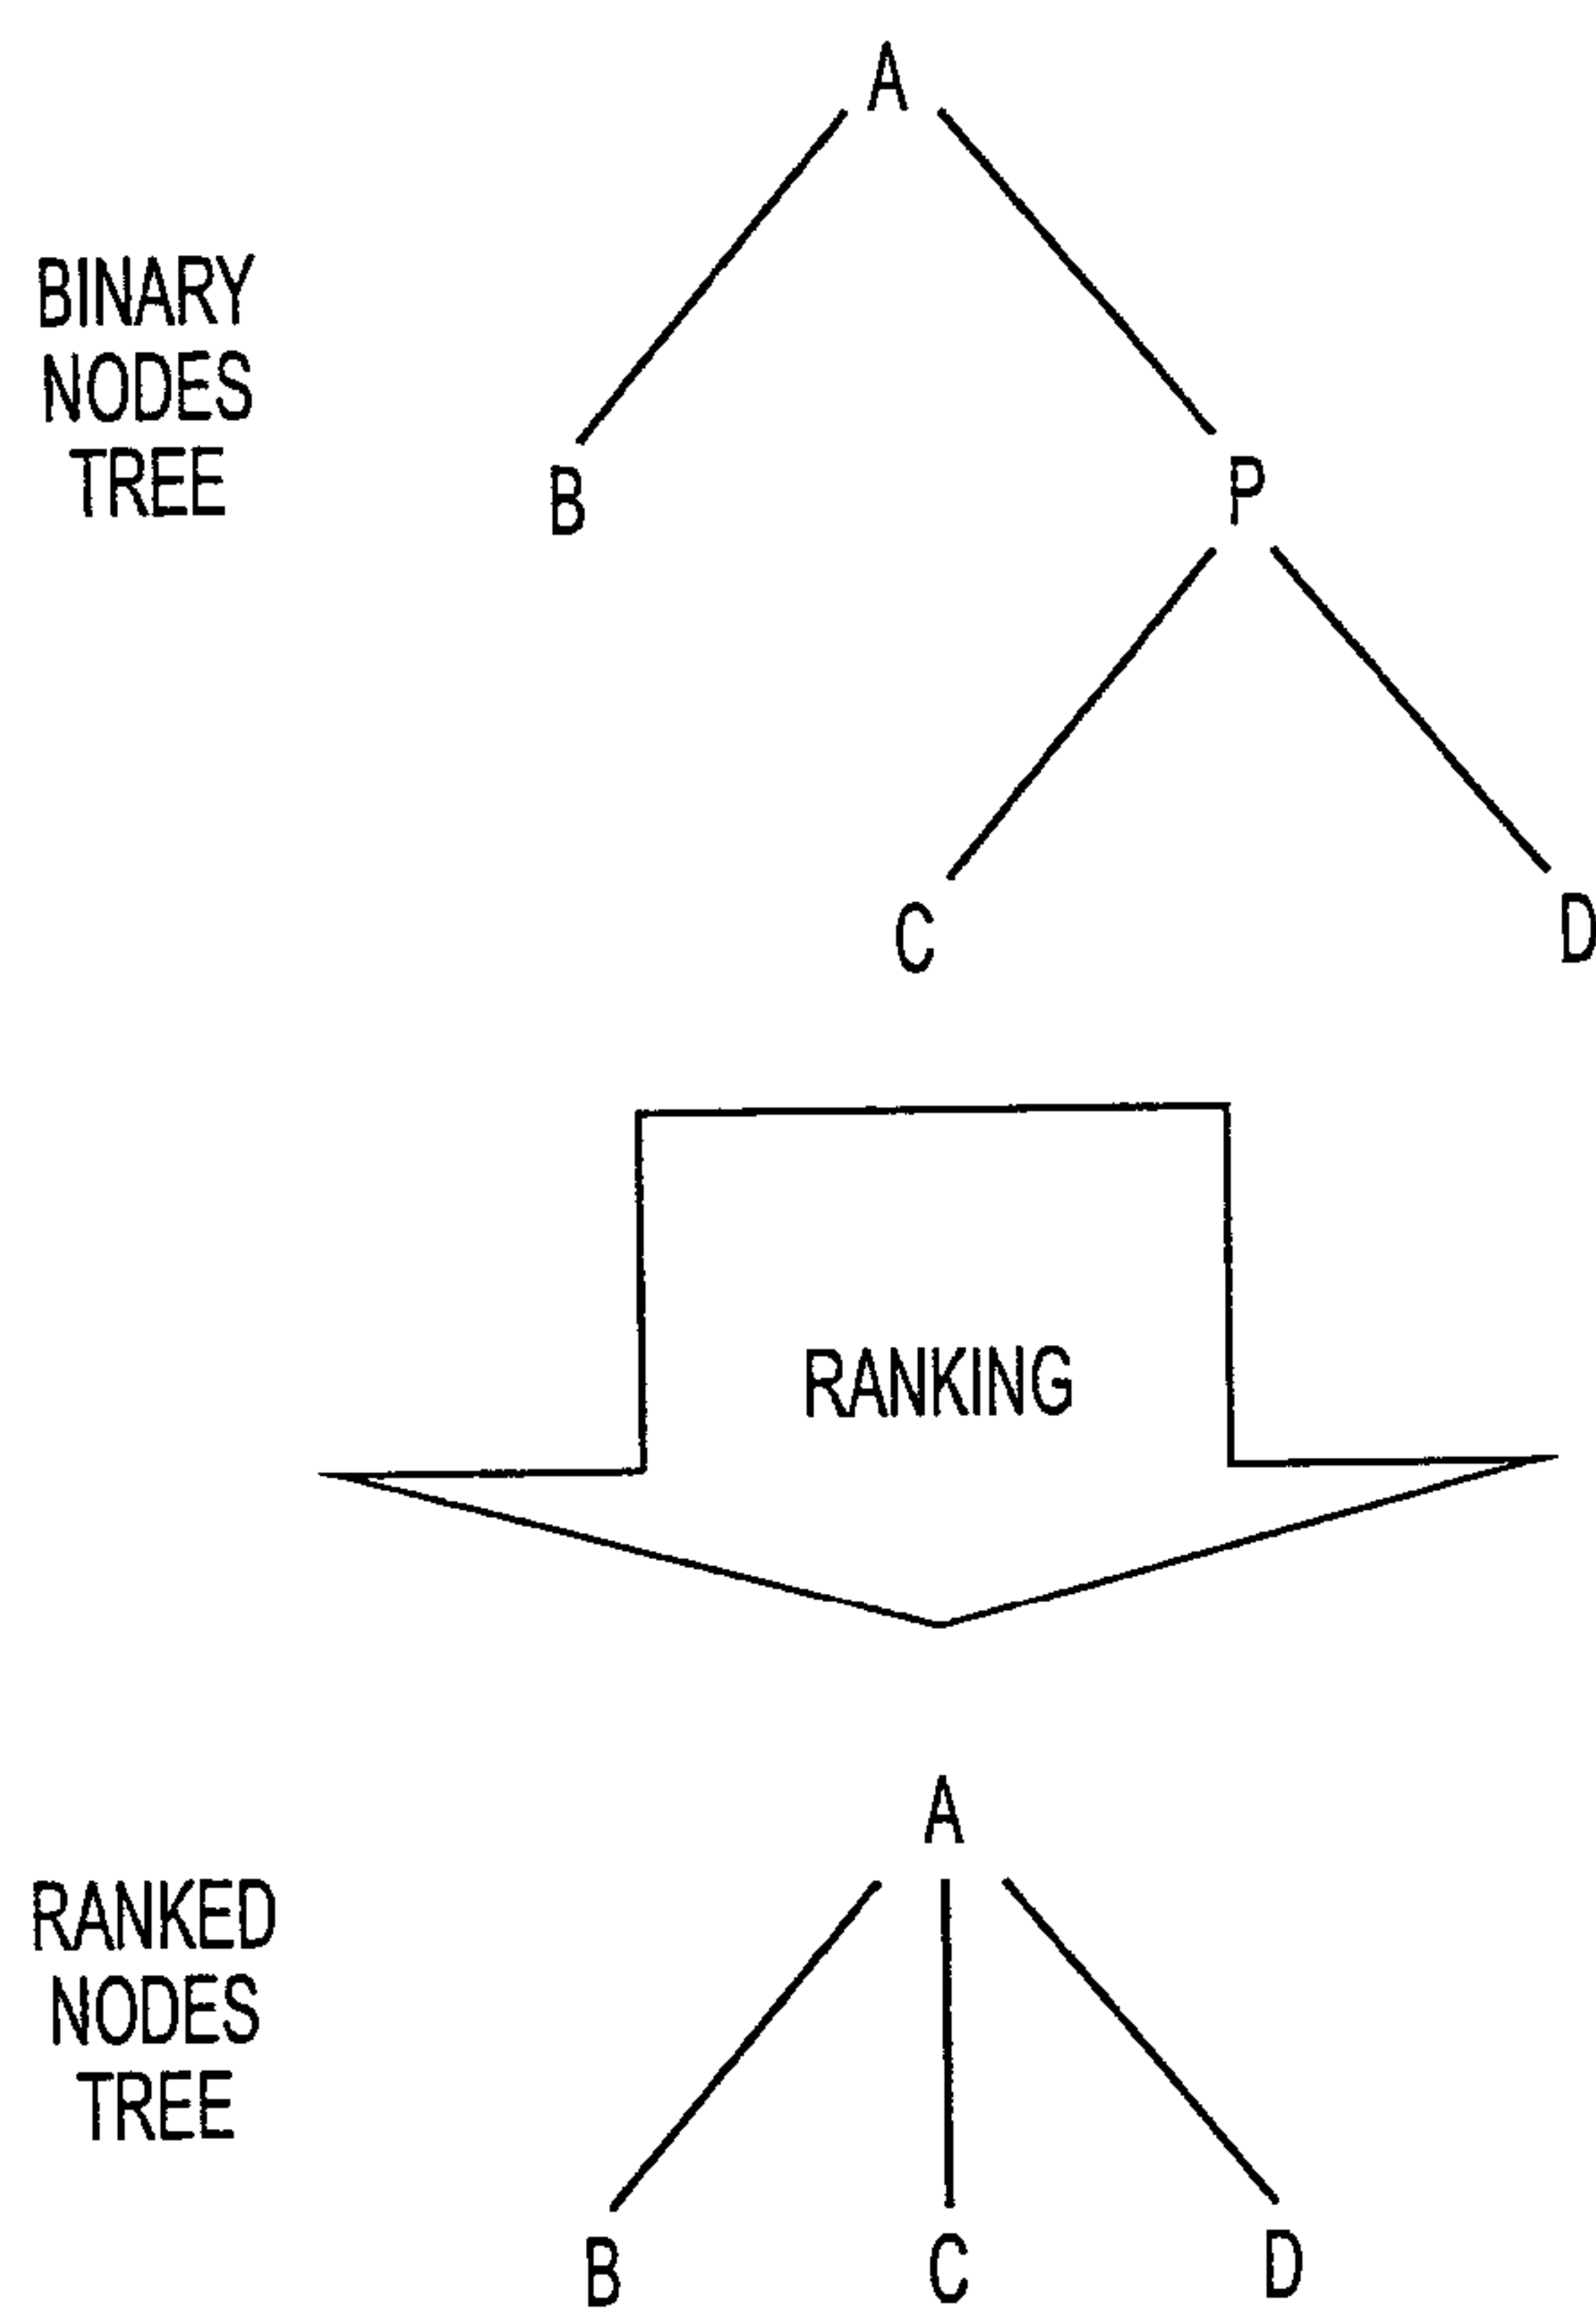 A
BINARY
NODES
TREE
B
P
C
D
RANKING
A
RANKED
NODES
TREE
B
C
D